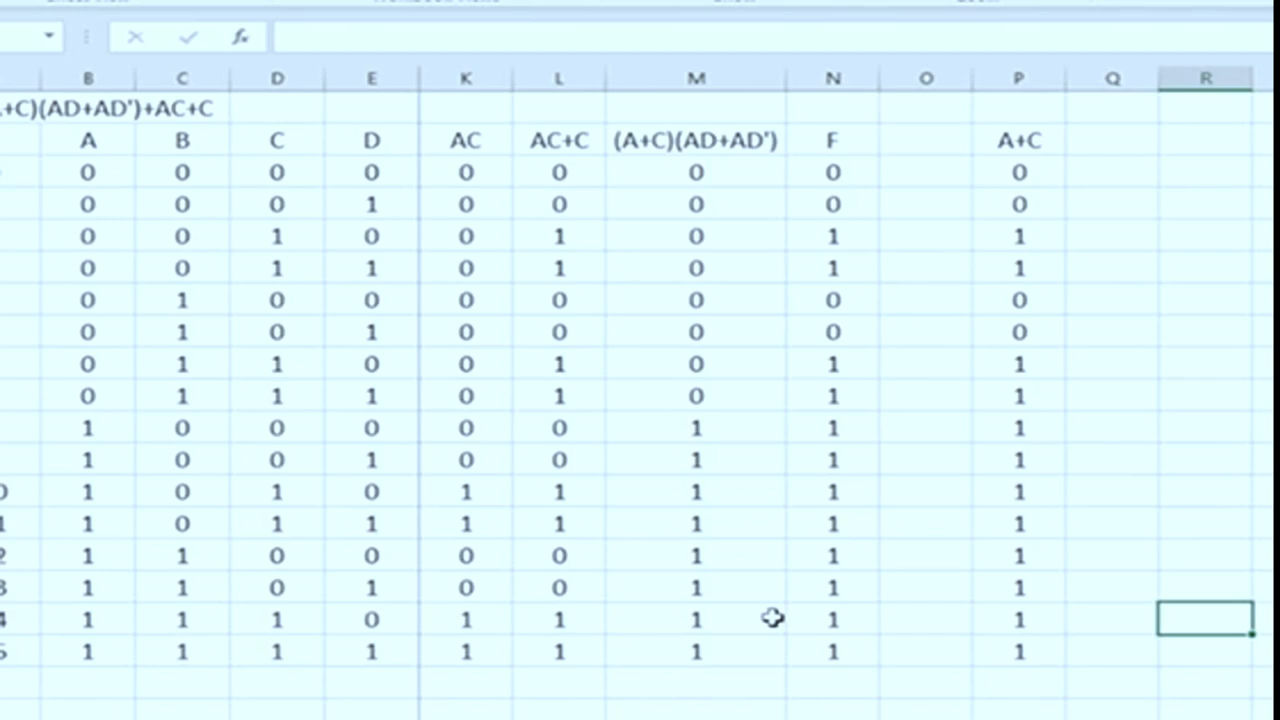 B C D E K L M N O P Q R
+C)(AD+AD')+AC+C
A B C D AC AC+C (A+C)(AD+AD') F A+C
0 0 0 0 0 0 0 0 0
0 0 0 1 0 0 0 0 0
0 0 1 0 0 1 0 1 1
0 0 1 1 0 1 0 1 1
0 1 0 0 0 0 0 0 0
0 1 0 1 0 0 0 0 0
0 1 1 0 0 1 0 1 1
0 1 1 1 0 1 0 1 1
1 0 0 0 0 0 1 1 1
1 0 0 1 0 0 1 1 1
0 1 0 1 0 1 1 1 1 1
1 1 0 1 1 1 1 1 1 1
2 1 1 0 0 0 0 1 1 1
3 1 1 0 1 0 0 1 1 1
4 1 1 1 0 1 1 1 1 1
5 1 1 1 1 1 1 1 1 1